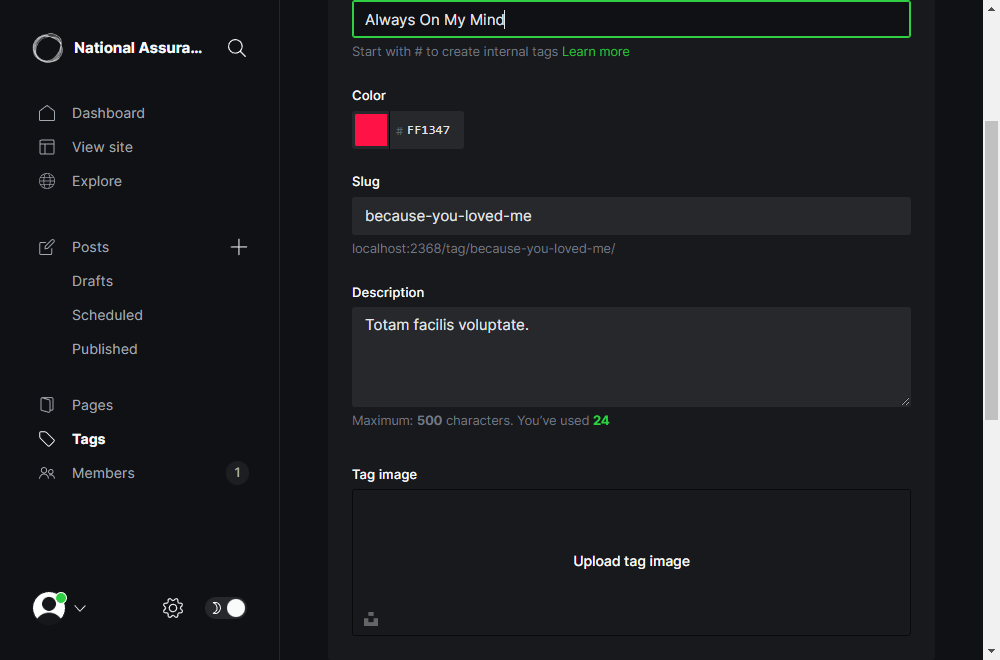 National Assura...
Dashboard
View site
Explore
Posts
Drafts
Scheduled
Published
Pages
Tags
Members
1
Always On My Mind
Start with # to create internal tags Learn more
Color
# FF1347
Slug
because-you-loved-me
localhost:2368/tag/because-you-loved-me/
Description
Totam facilis voluptate.
Maximum: 500 characters. You've used 24
Tag image
Upload tag image